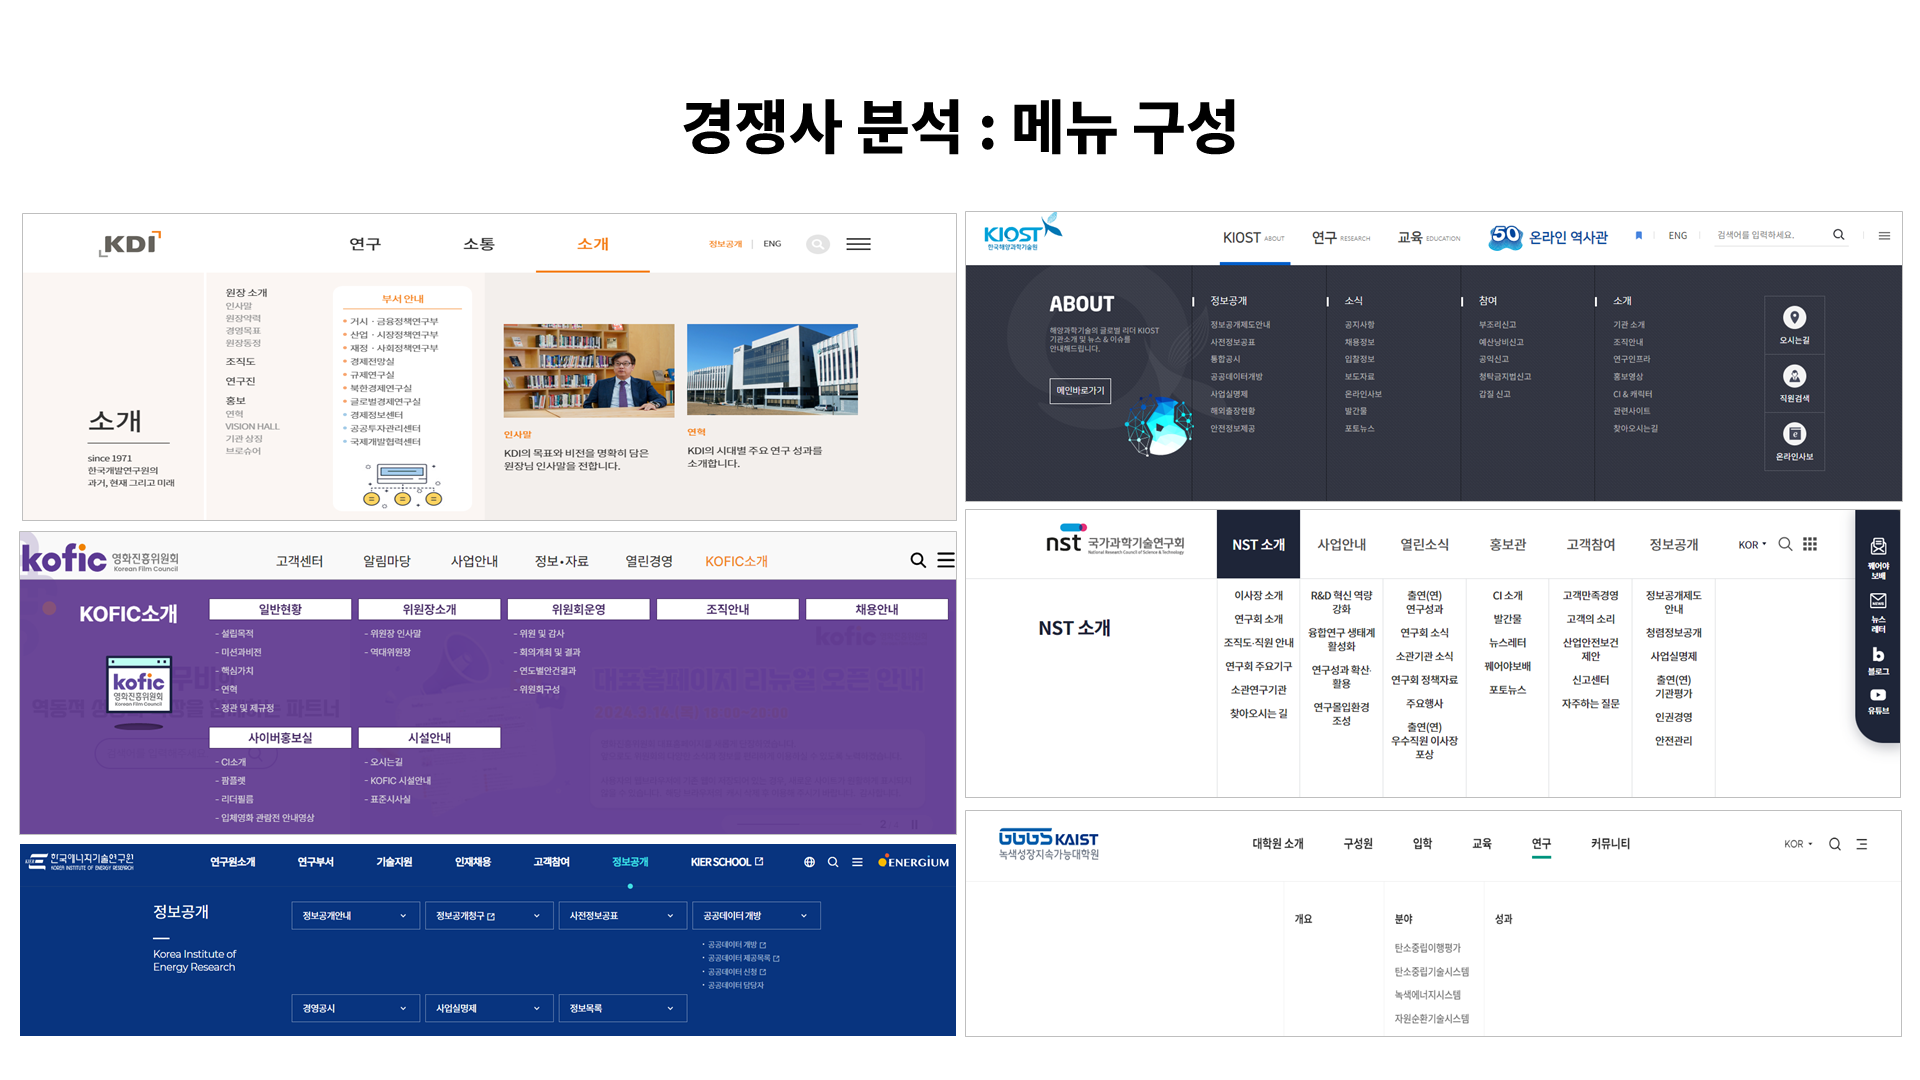 경쟁사 분석 : 메뉴 구성
KDI
연구
소통
소개
정보공개
ENG
소개
since 1971
한국개발연구원의
과거, 현재 그리고 미래
원장 소개
인사말
원장약력
경영목표
원장동정
조직도
연구진
홍보
연혁
VISION HALL
기관 상징
브로슈어
부서 안내
거시 · 금융정책연구부
산업 · 시장정책연구부
재정 · 사회정책연구부
경제전망실
규제연구실
북한경제연구실
글로벌경제연구실
경제정보센터
공공투자관리센터
국제개발협력센터
인사말
KDI의 목표와 비전을 명확히 담은
원장님 인사말을 전합니다.
연혁
KDI의 시대별 주요 연구 성과를
소개합니다.
KIOST
한국해양과학기술원
KIOST ABOUT
연구 RESEARCH
교육 EDUCATION
50 온라인 역사관
ENG
검색어를 입력하세요.
ABOUT
해양과학기술의 글로벌 리더 KIOST
기관소개 및 뉴스 & 이슈를
안내해드립니다.
메인바로가기
정보공개
정보공개제도안내
사전정보공표
통합공시
공공데이터개방
사업실명제
해외출장현황
안전정보제공
소식
공지사항
채용정보
입찰정보
보도자료
온라인사보
발간물
포토뉴스
참여
부조리신고
예산낭비신고
공익신고
청탁금지법신고
갑질 신고
소개
기관 소개
조직안내
연구인프라
홍보영상
CI & 캐릭터
관련사이트
찾아오시는길
오시는길
직원검색
온라인사보
kofic 영화진흥위원회
Korean Film Council
고객센터
알림마당
사업안내
정보•자료
열린경영
KOFIC소개
KOFIC소개
kofic
영화진흥위원회
Korean Film Council
일반현황
- 설립목적
- 미션과비전
- 핵심가치
- 연혁
- 정관 및 제규정
위원장소개
- 위원장 인사말
- 역대위원장
위원회운영
- 위원 및 감사
- 회의개최 및 결과
- 연도별안건결과
- 위원회구성
조직안내
채용안내
사이버홍보실
- CI소개
- 팜플렛
- 리더필름
- 입체영화 관람전 안내영상
시설안내
- 오시는길
- KOFIC 시설안내
- 표준시사실
대표홈페이지 리뉴얼오픈 안내
nst 국가과학기술연구회
National Research Council of Science & Technology
NST 소개
사업안내
열린소식
홍보관
고객참여
정보공개
KOR
NST 소개
이사장 소개
연구회 소개
조직도·직원 안내
연구회 주요기구
소관연구기관
찾아오시는 길
R&D 혁신 역량
강화
융합연구 생태계
활성화
연구성과 확산·
활용
연구몰입환경
조성
출연(연)
연구성과
연구회 소식
소관기관 소식
연구회 정책자료
주요행사
출연(연)
우수직원 이사장
포상
CI 소개
발간물
뉴스레터
꿰어야보배
포토뉴스
고객만족경영
고객의 소리
산업안전보건
제안
신고센터
자주하는 질문
정보공개제도
안내
청렴정보공개
사업실명제
출연(연)
기관평가
인권경영
안전관리
꿰어야
보배
뉴스
레터
블로그
유튜브
KIER 한국에너지기술연구원
KOREA INSTITUTE OF ENERGY RESEARCH
연구원소개
연구부서
기술지원
인재채용
고객참여
정보공개
KIER SCHOOL
ENERGIUM
정보공개
Korea Institute of
Energy Research
정보공개안내
정보공개청구
사전정보공표
공공데이터 개방
· 공공데이터 개방
· 공공데이터 제공목록
· 공공데이터 신청
· 공공데이터 담당자
경영공시
사업실명제
정보목록
GGGS KAIST
녹색성장지속가능대학원
대학원 소개
구성원
입학
교육
연구
커뮤니티
KOR
개요
분야
탄소중립이행평가
탄소중립기술시스템
녹색에너지시스템
자원순환기술시스템
성과